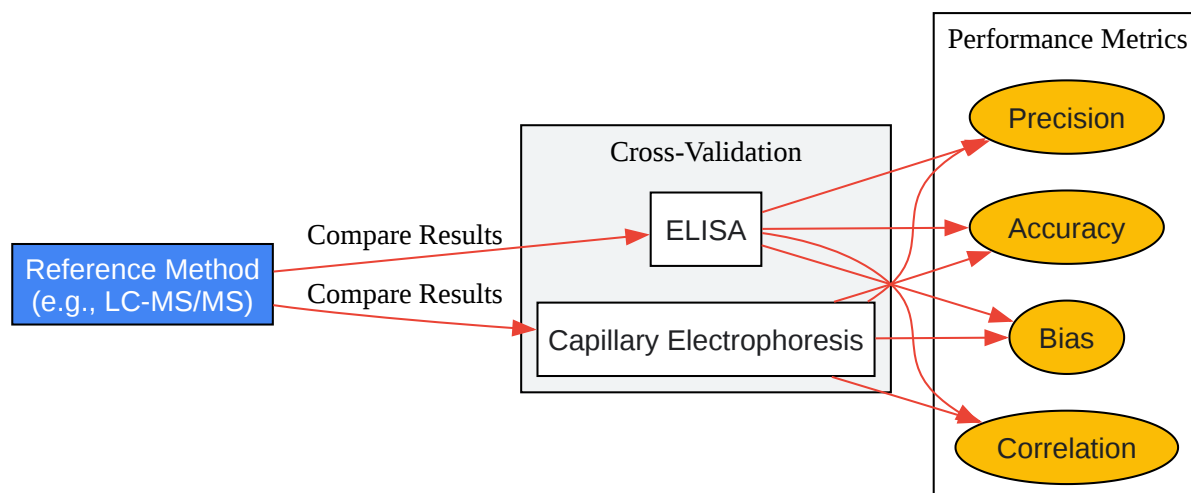 Performance Metrics
Precision
Cross-Validation
ELISA
Accuracy
Compare Results
Reference Method
(e.g., LC-MS/MS)
Compare Results
Capillary Electrophoresis
Bias
Correlation